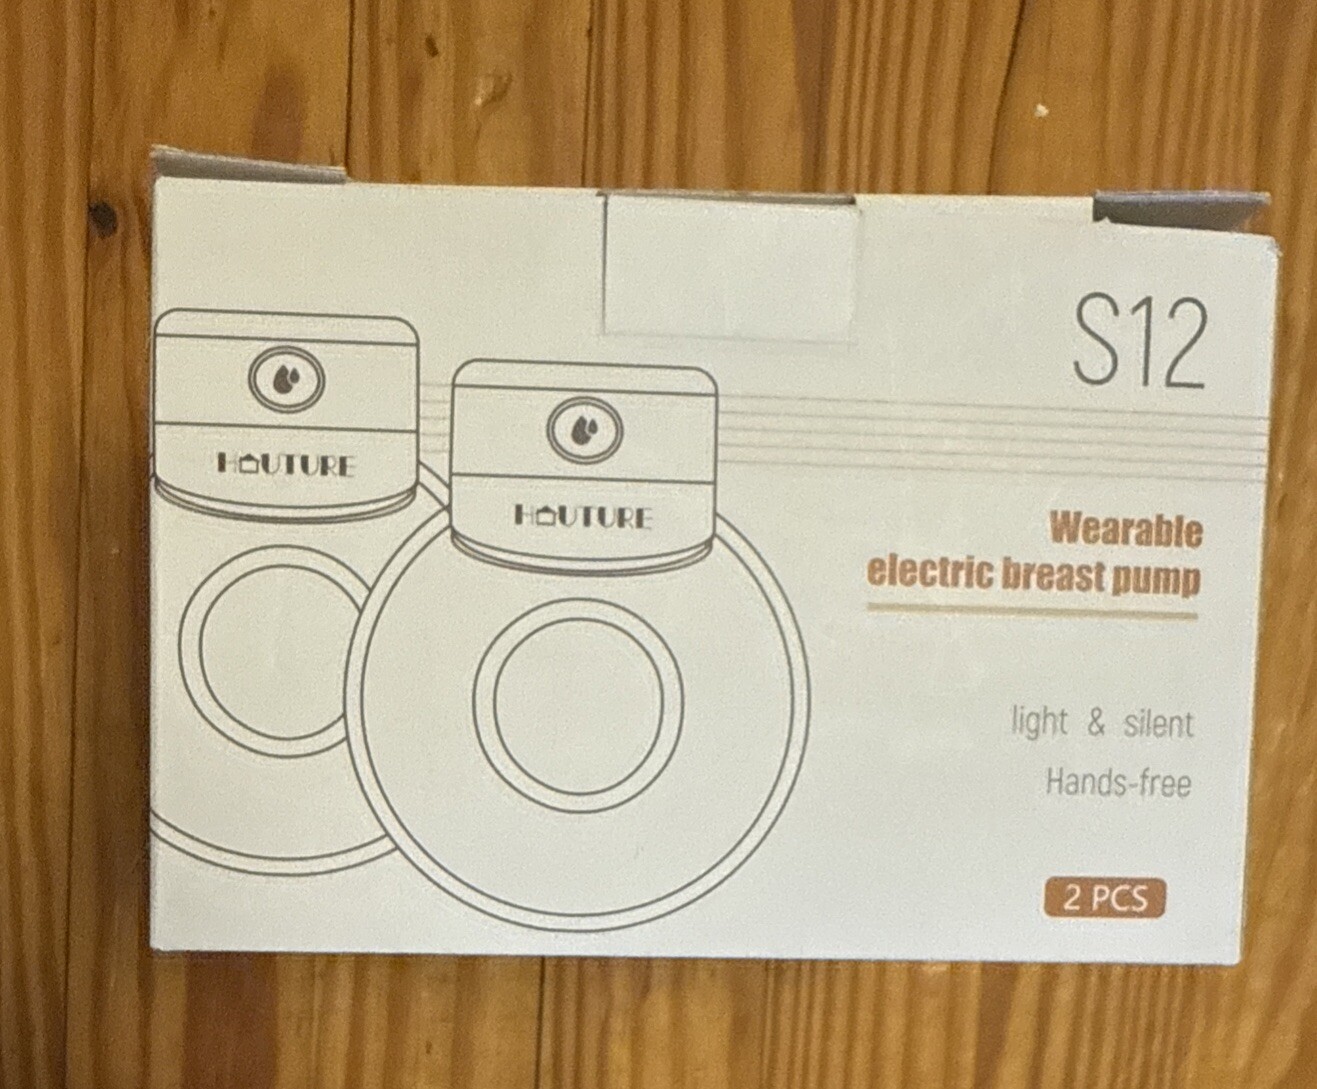 S12
HOUTURE
HOUTURE
Wearable
electric breast pump
light & silent
Hands-free
2 PCS